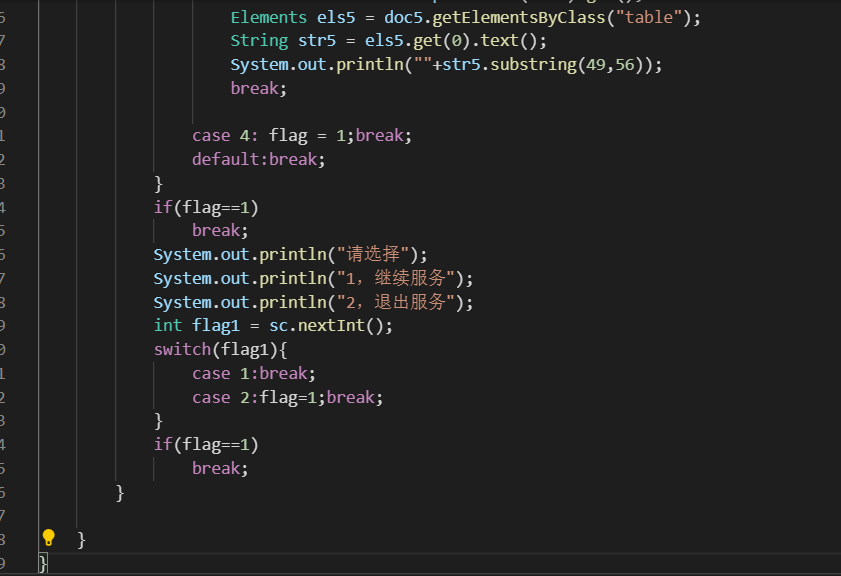 Elements els5 = doc5.getElementsByClass("table");
String str5 = els5.get(0).text();
System.out.println(""+str5.substring(49,56));
break;
case 4: flag = 1;break;
default:break;
}
if(flag==1)
break;
System.out.println("请选择");
System.out.println("1，继续服务");
System.out.println("2，退出服务");
int flag1 = sc.nextInt();
switch(flag1){
case 1:break;
case 2:flag=1;break;
}
if(flag==1)
break;
}
}
}